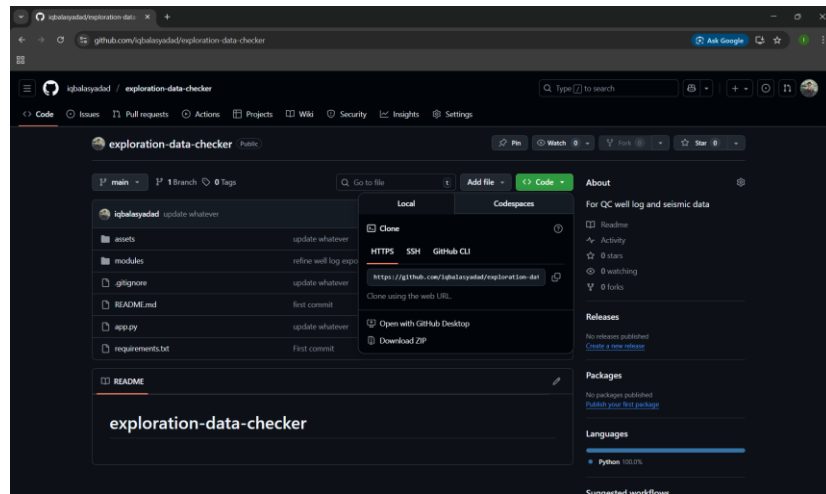 iqbalasyadad/exploration-data-
github.com/iqbalasyadad/exploration-data-checker
Ask Google
iqbalasyadad / exploration-data-checker
Type / to search
Code Issues Pull requests Actions Projects Wiki Security Insights Settings
exploration-data-checker Public
Pin Watch 0 Fork 0 Star 0
main 1 Branch 0 Tags
Go to file t
Add file Code
Local Codespaces
iqbalasyadad update whatever
Clone
assets update whatever
HTTPS SSH GitHub CLI
modules refine well log expo
https://github.com/iqbalasyadad/exploration-dat
.gitignore update whatever
Clone using the web URL.
README.md first commit
app.py update whatever
Open with GitHub Desktop
requirements.txt First commit
Download ZIP
README
exploration-data-checker
About
For QC well log and seismic data
Readme
Activity
0 stars
0 watching
0 forks
Releases
No releases published
Create a new release
Packages
No packages published
Publish your first package
Languages
Python 100.0%
Suggested workflows